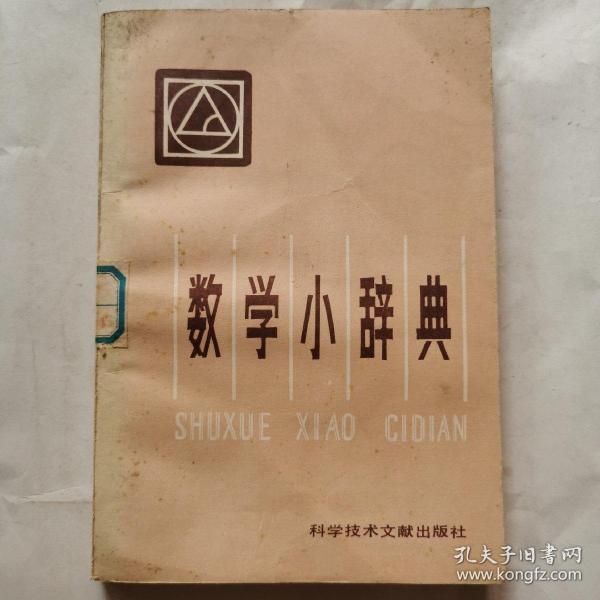 数学小辞典
SHUXUE XIAO CIDIAN
科学技术文献出版社
孔夫子旧书网
www.kongfz.com